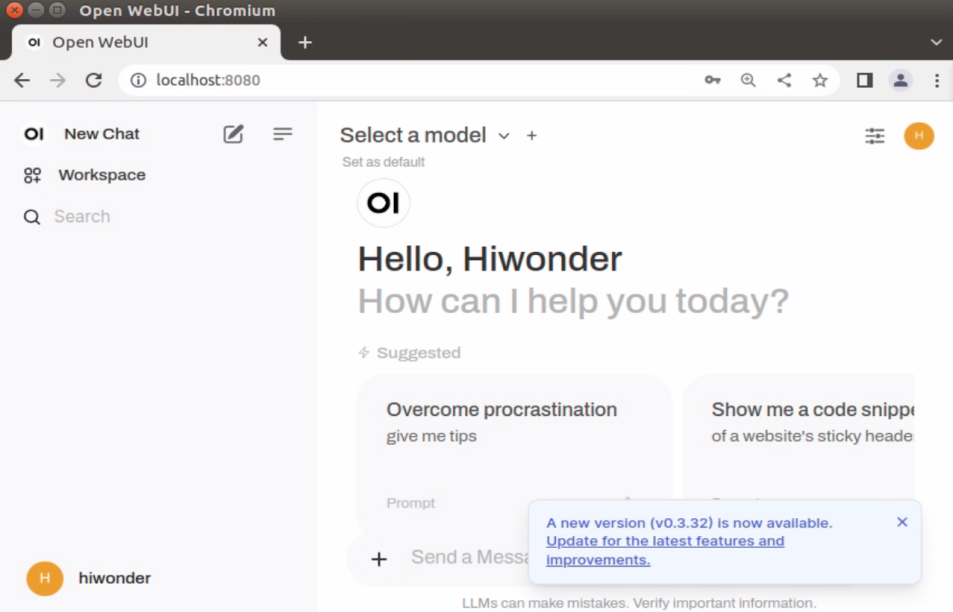 Open WebUI - Chromium
OI Open WebUI
localhost:8080
OI New Chat
Workspace
Search
Select a model
Set as default
H
OI
Hello, Hiwonder
How can I help you today?
Suggested
Overcome procrastination
give me tips
Prompt
Show me a code snippe
of a website's sticky heade
A new version (v0.3.32) is now available.
Update for the latest features and
improvements.
Send a Messa
H hiwonder
LLMs can make mistakes. Verify important information.